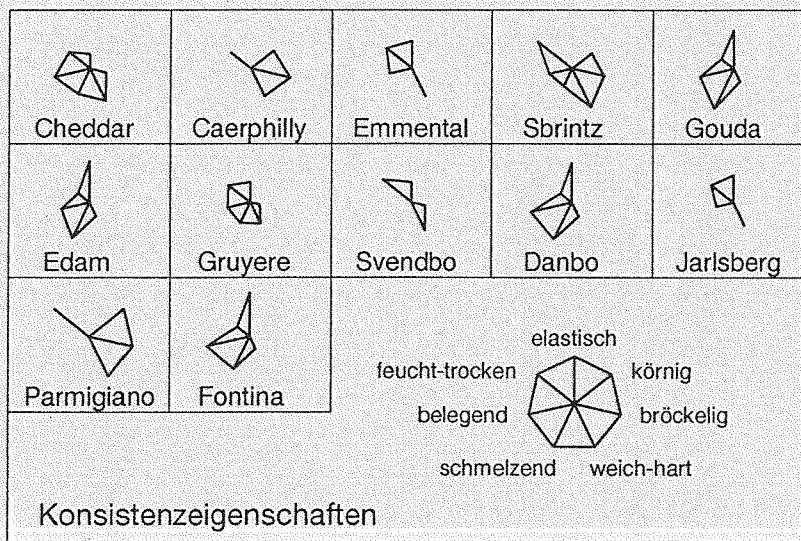 Cheddar Caerphilly Emmental Sbrintz Gouda
Edam Gruyere Svendbo Danbo Jarlsberg
Parmigiano Fontina
elastisch
feucht-trocken körnig
belegend bröckelig
schmelzend weich-hart
Konsistenzeigenschaften